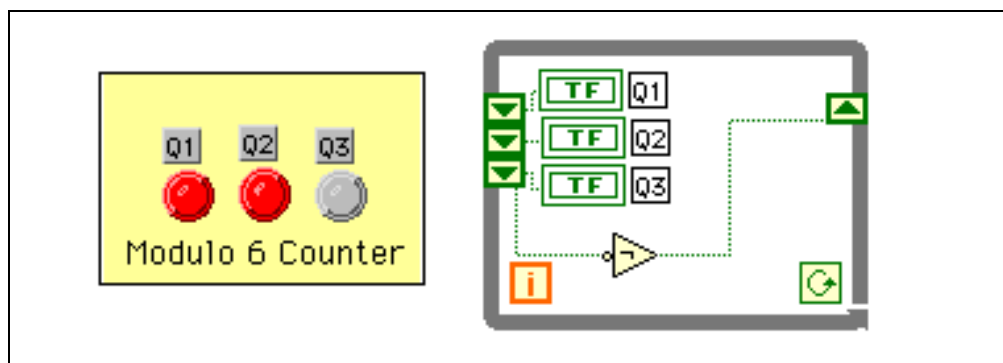 Q1 Q2 Q3
Modulo 6 Counter
TF Q1
TF Q2
TF Q3
i